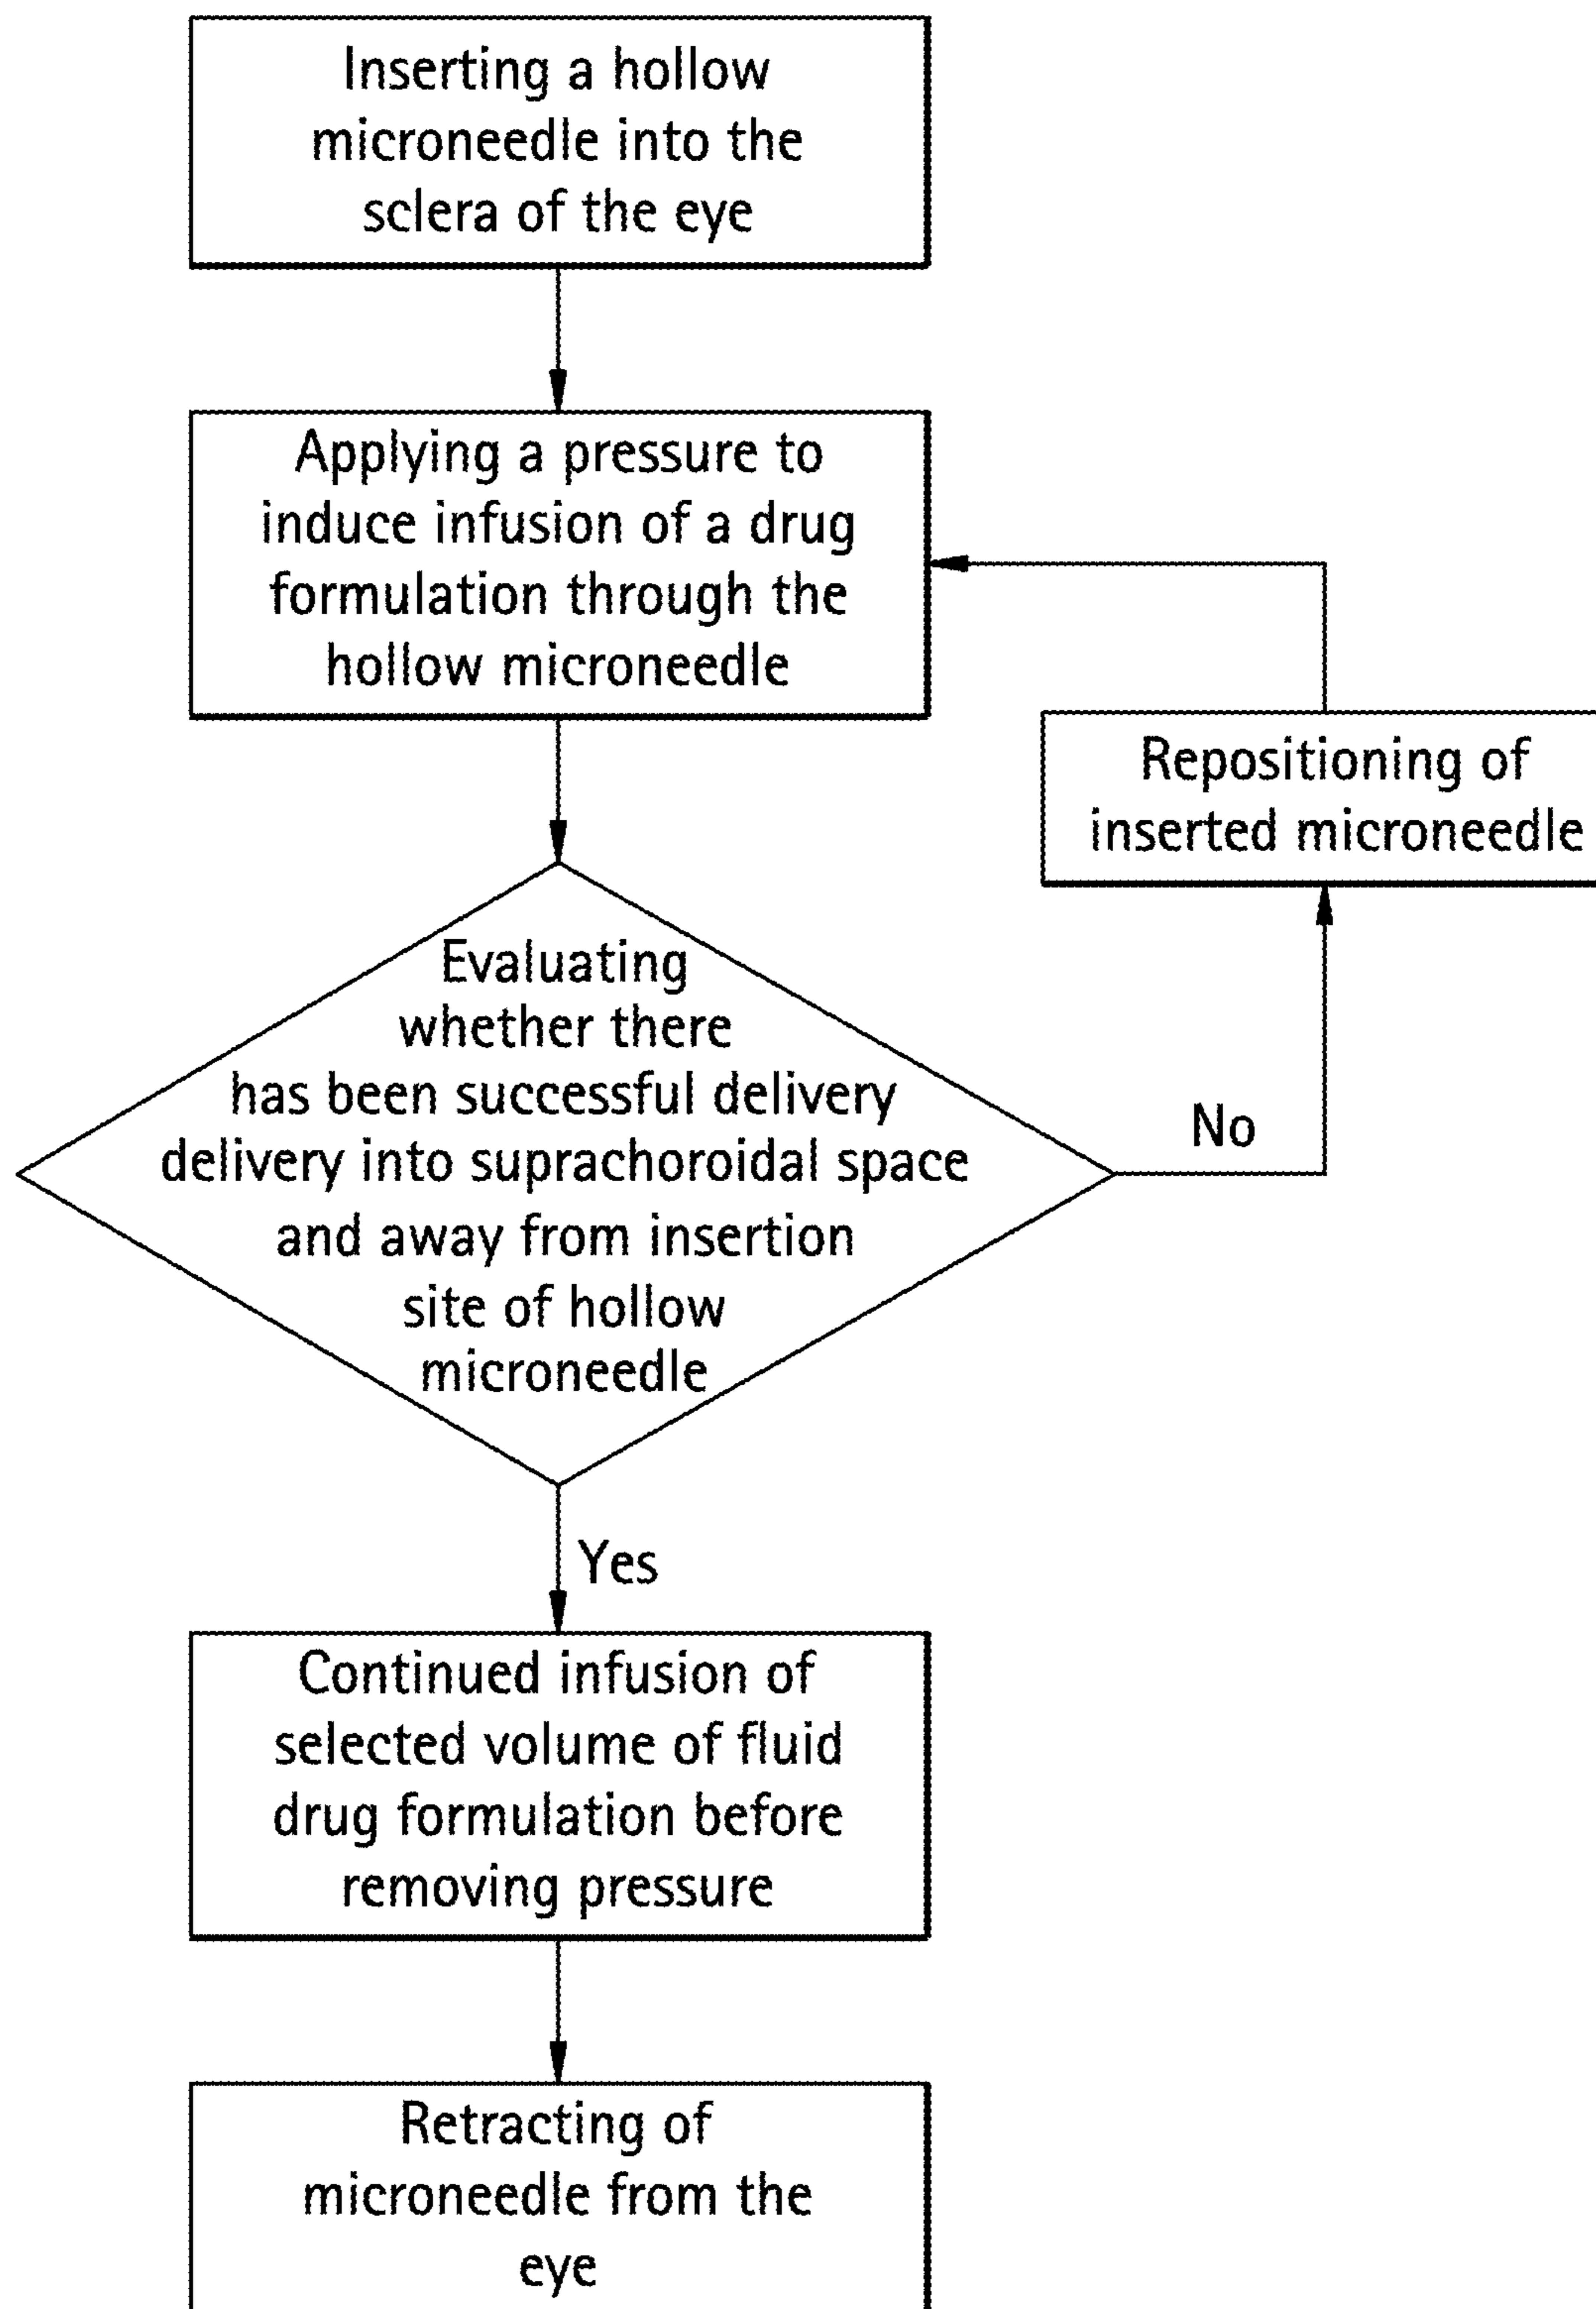 Inserting a hollow
microneedle into the
sclera of the eye
Applying a pressure to
induce infusion of a drug
formulation through the
hollow microneedle
Repositioning of
inserted microneedle
Evaluating
whether there
has been successful delivery
delivery into suprachoroidal space
and away from insertion
site of hollow
microneedle
No
Yes
Continued infusion of
selected volume of fluid
drug formulation before
removing pressure
Retracting of
microneedle from the
eye